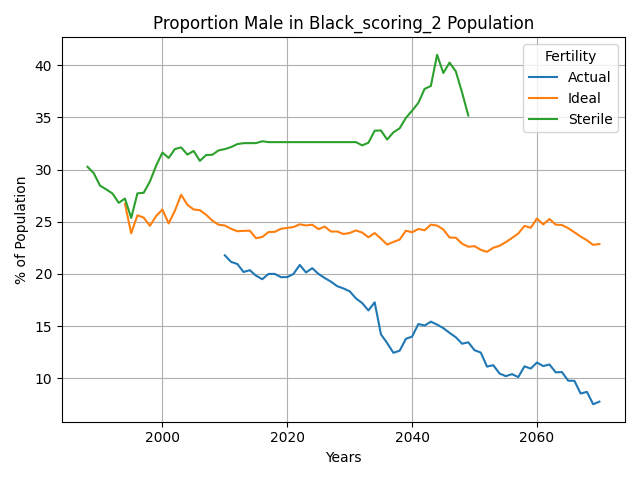 Proportion Male in Black_scoring_2 Population
Fertility
Actual
Ideal
Sterile
% of Population
40
35
30
25
20
15
10
2000
2020
2040
2060
Years